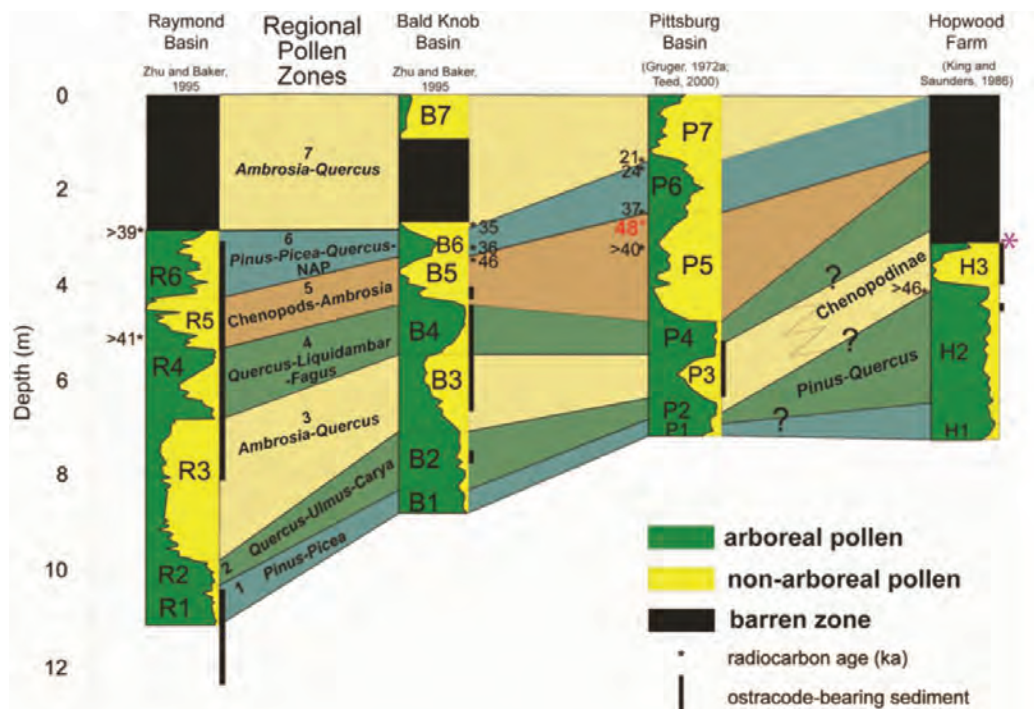 Raymond
Basin
Zhu and Baker,
1995
Regional
Pollen
Zones
Bald Knob
Basin
Zhu and Baker,
1995
Pittsburg
Basin
(Gruger, 1972a;
Teed, 2000)
Hopwood
Farm
(King and
Saunders, 1986)
Depth (m)
0
2
4
6
8
10
12
>39*
>41*
R6
R5
R4
R3
R2
R1
7
Ambrosia-Quercus
6
Pinus-Picea-Quercus-
NAP
5
Chenopods-Ambrosia
4
Quercus-Liquidambar
-Fagus
3
Ambrosia-Quercus
2
Quercus-Ulmus-Carya
1
Pinus-Picea
B7
B6
B5
B4
B3
B2
B1
*35
*36
*46
21*
24*
37*
48*
>40*
P7
P6
P5
P4
P3
P2
P1
?
Chenopodinae
?
Pinus-Quercus
?
>46*
*
H3
H2
H1
arboreal pollen
non-arboreal pollen
barren zone
* radiocarbon age (ka)
ostracode-bearing sediment